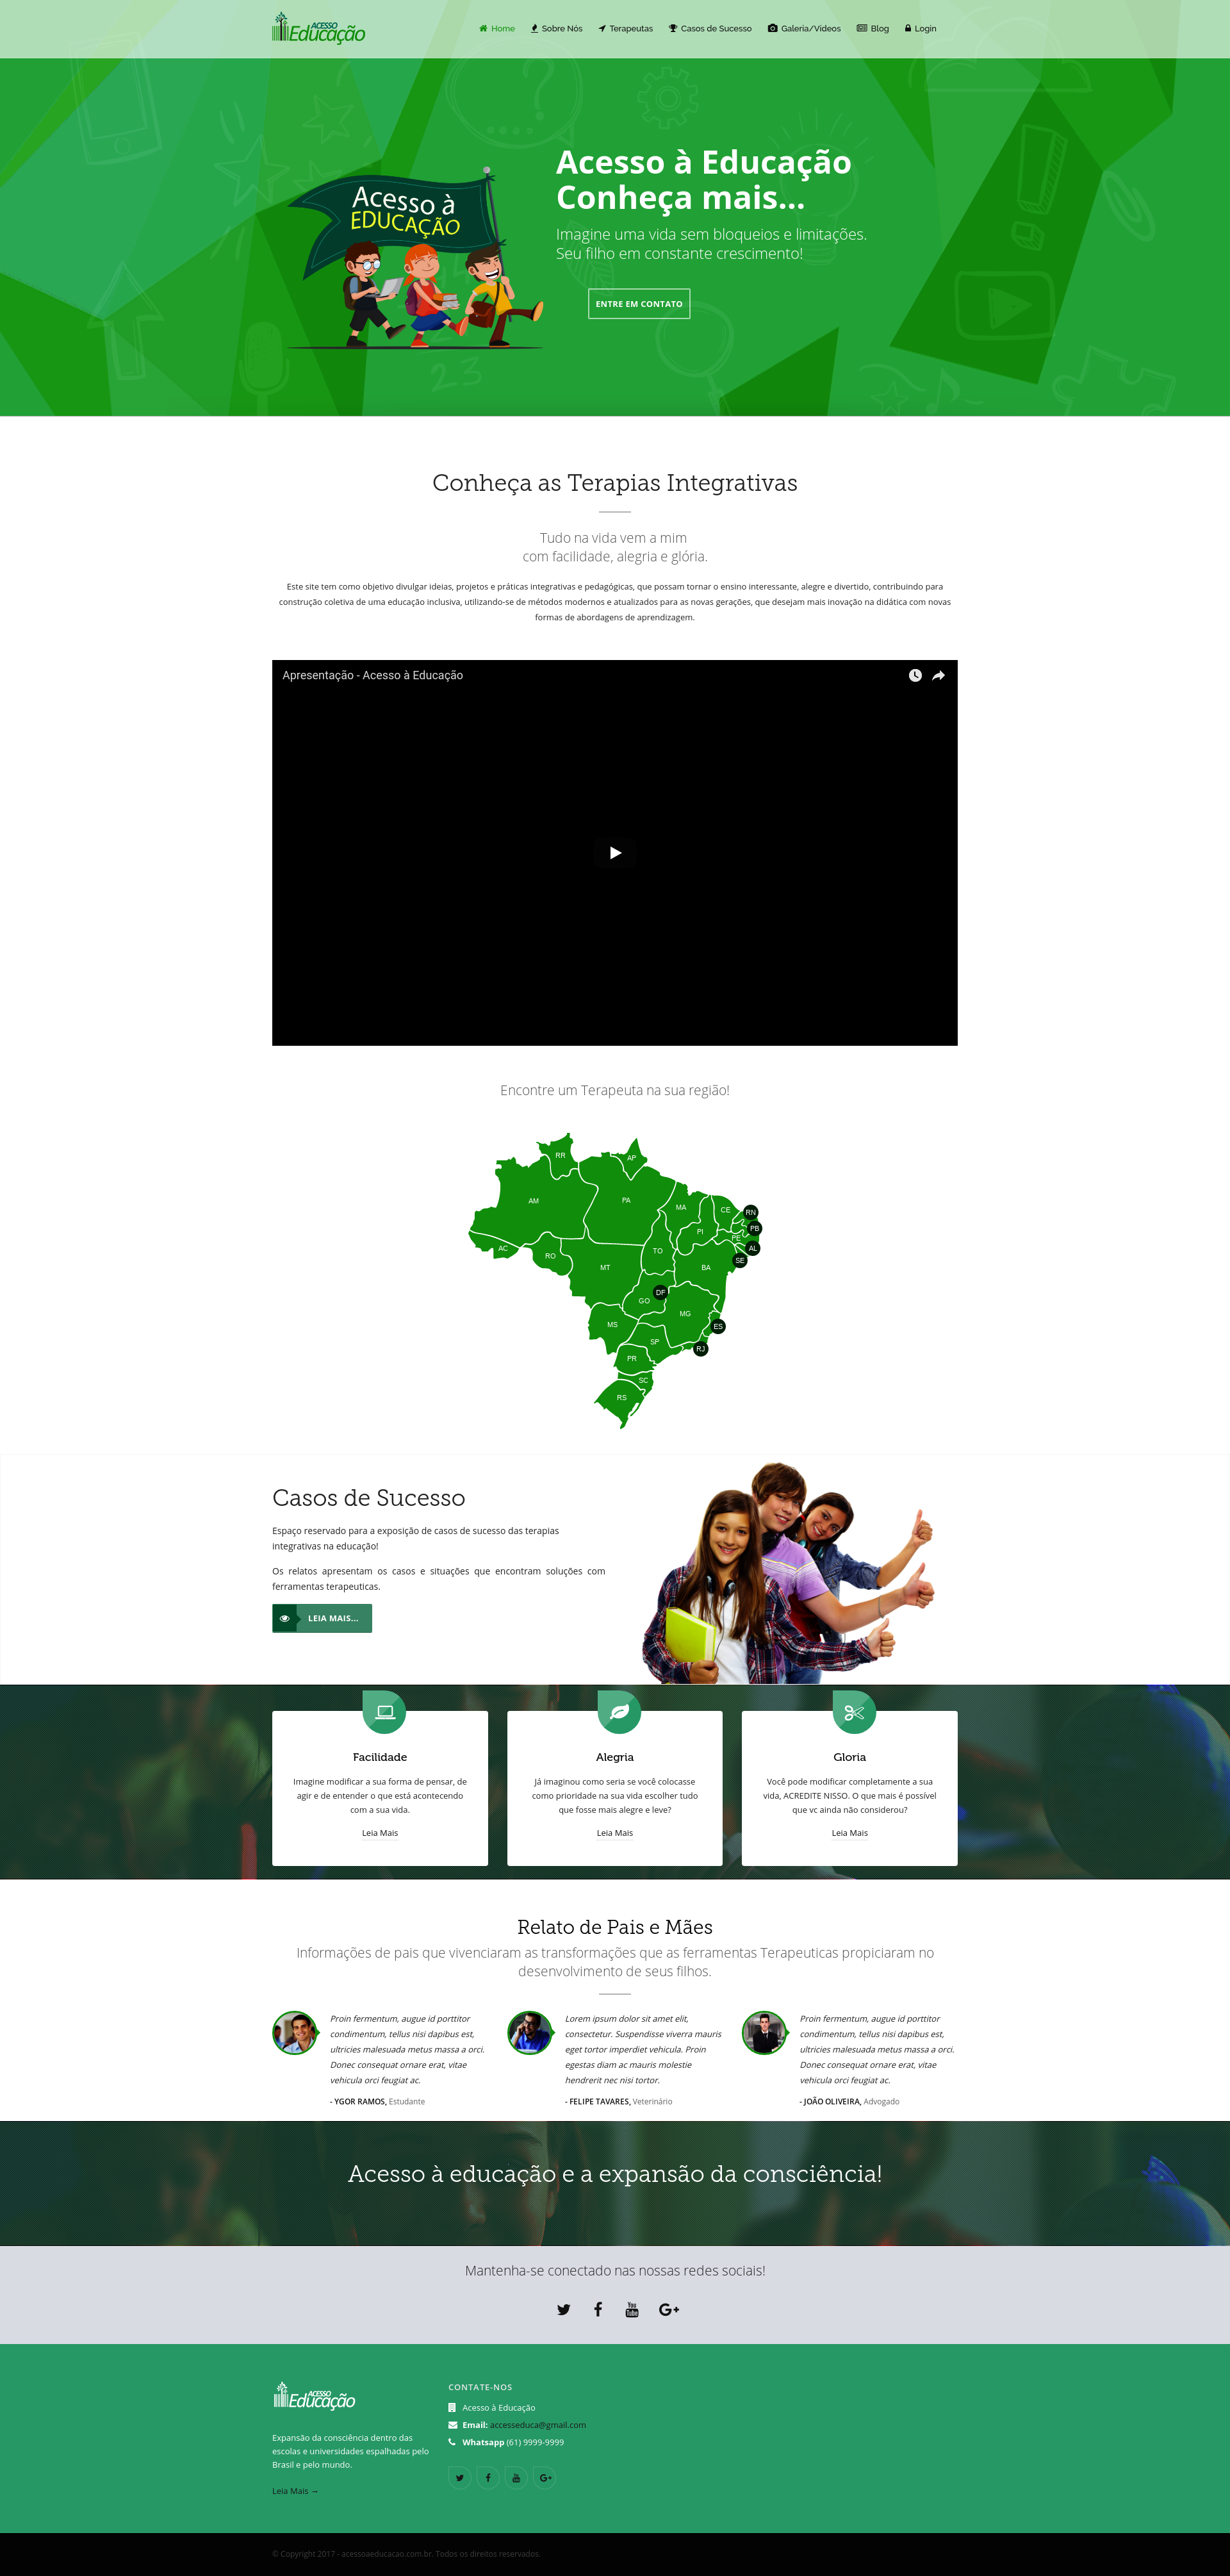 ACESSO
Educação
Home Sobre Nós Terapeutas Casos de Sucesso Galeria/Vídeos Blog Login
Acesso à
EDUCAÇÃO
Acesso à Educação
Conheça mais...
Imagine uma vida sem bloqueios e limitações.
Seu filho em constante crescimento!
ENTRE EM CONTATO
23
Conheça as Terapias Integrativas
Tudo na vida vem a mim
com facilidade, alegria e glória.
Este site tem como objetivo divulgar ideias, projetos e práticas integrativas e pedagógicas, que possam tornar o ensino interessante, alegre e divertido, contribuindo para
construção coletiva de uma educação inclusiva, utilizando-se de métodos modernos e atualizados para as novas gerações, que desejam mais inovação na didática com novas
formas de abordagens de aprendizagem.
Apresentação - Acesso à Educação
Encontre um Terapeuta na sua região!
RR
AP
AM
PA
MA
CE
RN
PI
PB
PE
AC
AL
RO
TO
SE
MT
BA
DF
GO
MG
MS
ES
SP
RJ
PR
SC
RS
Casos de Sucesso
Espaço reservado para a exposição de casos de sucesso das terapias
integrativas na educação!
Os relatos apresentam os casos e situações que encontram soluções com
ferramentas terapeuticas.
LEIA MAIS...
Facilidade
Imagine modificar a sua forma de pensar, de
agir e de entender o que está acontecendo
com a sua vida.
Leia Mais
Alegria
Já imaginou como seria se você colocasse
como prioridade na sua vida escolher tudo
que fosse mais alegre e leve?
Leia Mais
Gloria
Você pode modificar completamente a sua
vida, ACREDITE NISSO. O que mais é possível
que vc ainda não considerou?
Leia Mais
Relato de Pais e Mães
Informações de pais que vivenciaram as transformações que as ferramentas Terapeuticas propiciaram no
desenvolvimento de seus filhos.
Proin fermentum, augue id porttitor
condimentum, tellus nisi dapibus est,
ultricies malesuada metus massa a orci.
Donec consequat ornare erat, vitae
vehicula orci feugiat ac.
- YGOR RAMOS, Estudante
Lorem ipsum dolor sit amet elit,
consectetur. Suspendisse viverra mauris
eget tortor imperdiet vehicula. Proin
egestas diam ac mauris molestie
hendrerit nec nisi tortor.
- FELIPE TAVARES, Veterinário
Proin fermentum, augue id porttitor
condimentum, tellus nisi dapibus est,
ultricies malesuada metus massa a orci.
Donec consequat ornare erat, vitae
vehicula orci feugiat ac.
- JOÃO OLIVEIRA, Advogado
Acesso à educação e a expansão da consciência!
Mantenha-se conectado nas nossas redes sociais!
You
Tube
G+
ACESSO
Educação
Expansão da consciência dentro das
escolas e universidades espalhadas pelo
Brasil e pelo mundo.
Leia Mais →
CONTATE-NOS
Acesso à Educação
Email: accesseduca@gmail.com
Whatsapp (61) 9999-9999
© Copyright 2017 - acessoaeducacao.com.br. Todos os direitos reservados.